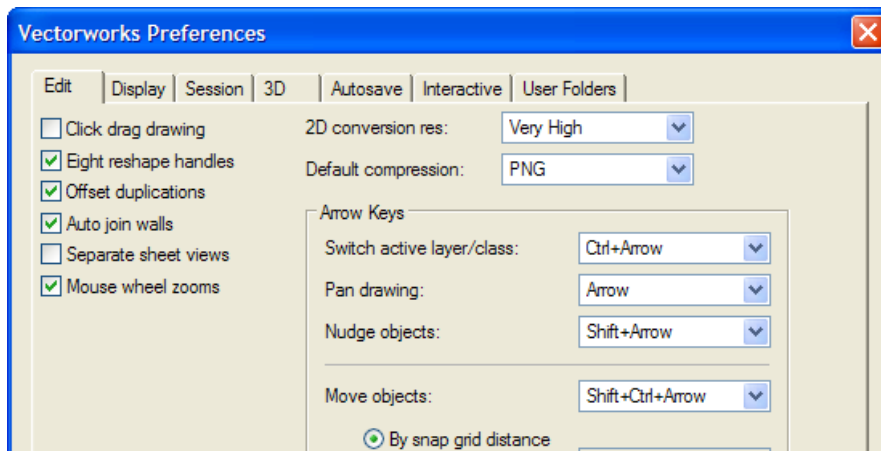 Vectorworks Preferences
Edit Display Session 3D Autosave Interactive User Folders
Click drag drawing
Eight reshape handles
Offset duplications
Auto join walls
Separate sheet views
Mouse wheel zooms
2D conversion res: Very High
Default compression: PNG
Arrow Keys
Switch active layer/class: Ctrl+Arrow
Pan drawing: Arrow
Nudge objects: Shift+Arrow
Move objects: Shift+Ctrl+Arrow
By snap grid distance